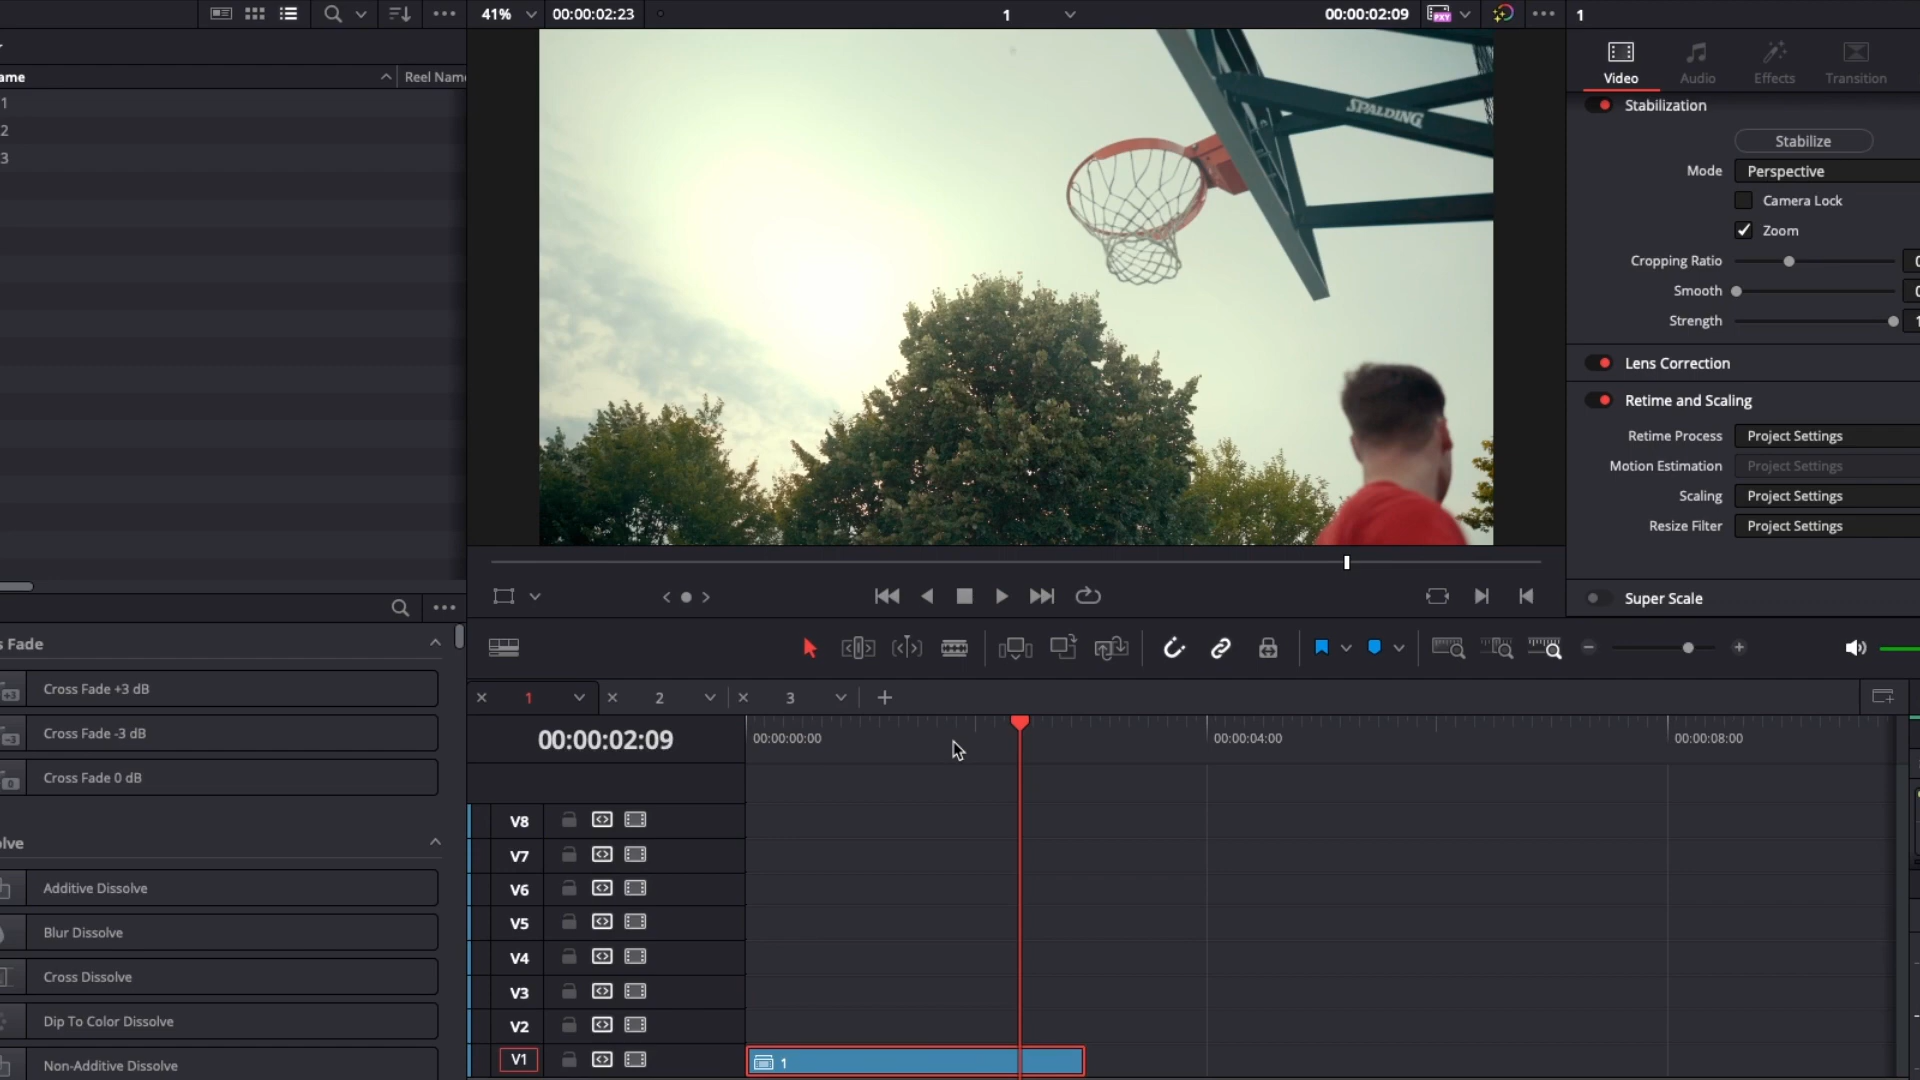 41%
00:00:02:23
1
00:00:02:09
PXY
1
ame
Reel Name
1
2
3
SPALDING
Video
Audio
Effects
Transition
Stabilization
Stabilize
Mode
Perspective
Camera Lock
Zoom
Cropping Ratio
Smooth
Strength
Lens Correction
Retime and Scaling
Retime Process
Project Settings
Motion Estimation
Project Settings
Scaling
Project Settings
Resize Filter
Project Settings
Super Scale
s Fade
Cross Fade +3 dB
Cross Fade -3 dB
Cross Fade 0 dB
olve
Additive Dissolve
Blur Dissolve
Cross Dissolve
Dip To Color Dissolve
Non-Additive Dissolve
1
2
3
00:00:02:09
00:00:00:00
00:00:04:00
00:00:08:00
V8
V7
V6
V5
V4
V3
V2
V1
1